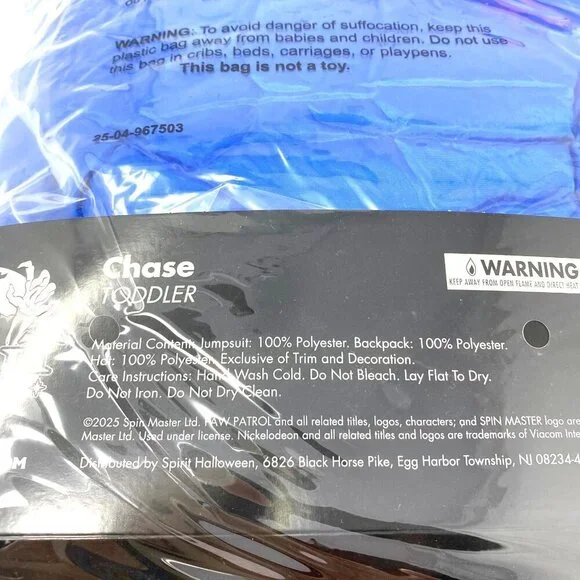 WARNING: To avoid danger of suffocation, keep this
plastic bag away from babies and children. Do not use
this bag in cribs, beds, carriages, or playpens.
This bag is not a toy.
25-04-967503
Chase
TODDLER
WARNING
KEEP AWAY FROM OPEN FLAME AND DIRECT HEAT
Material Content: Jumpsuit: 100% Polyester. Backpack: 100% Polyester.
Hat: 100% Polyester. Exclusive of Trim and Decoration.
Care Instructions: Hand Wash Cold. Do Not Bleach. Lay Flat To Dry.
Do Not Iron. Do Not Dry Clean.
©2025 Spin Master Ltd. PAW PATROL and all related titles, logos, characters; and SPIN MASTER logo are
Master Ltd. Used under license. Nickelodeon and all related titles and logos are trademarks of Viacom Inte
OM
Distributed by Spirit Halloween, 6826 Black Horse Pike, Egg Harbor Township, NJ 08234-4